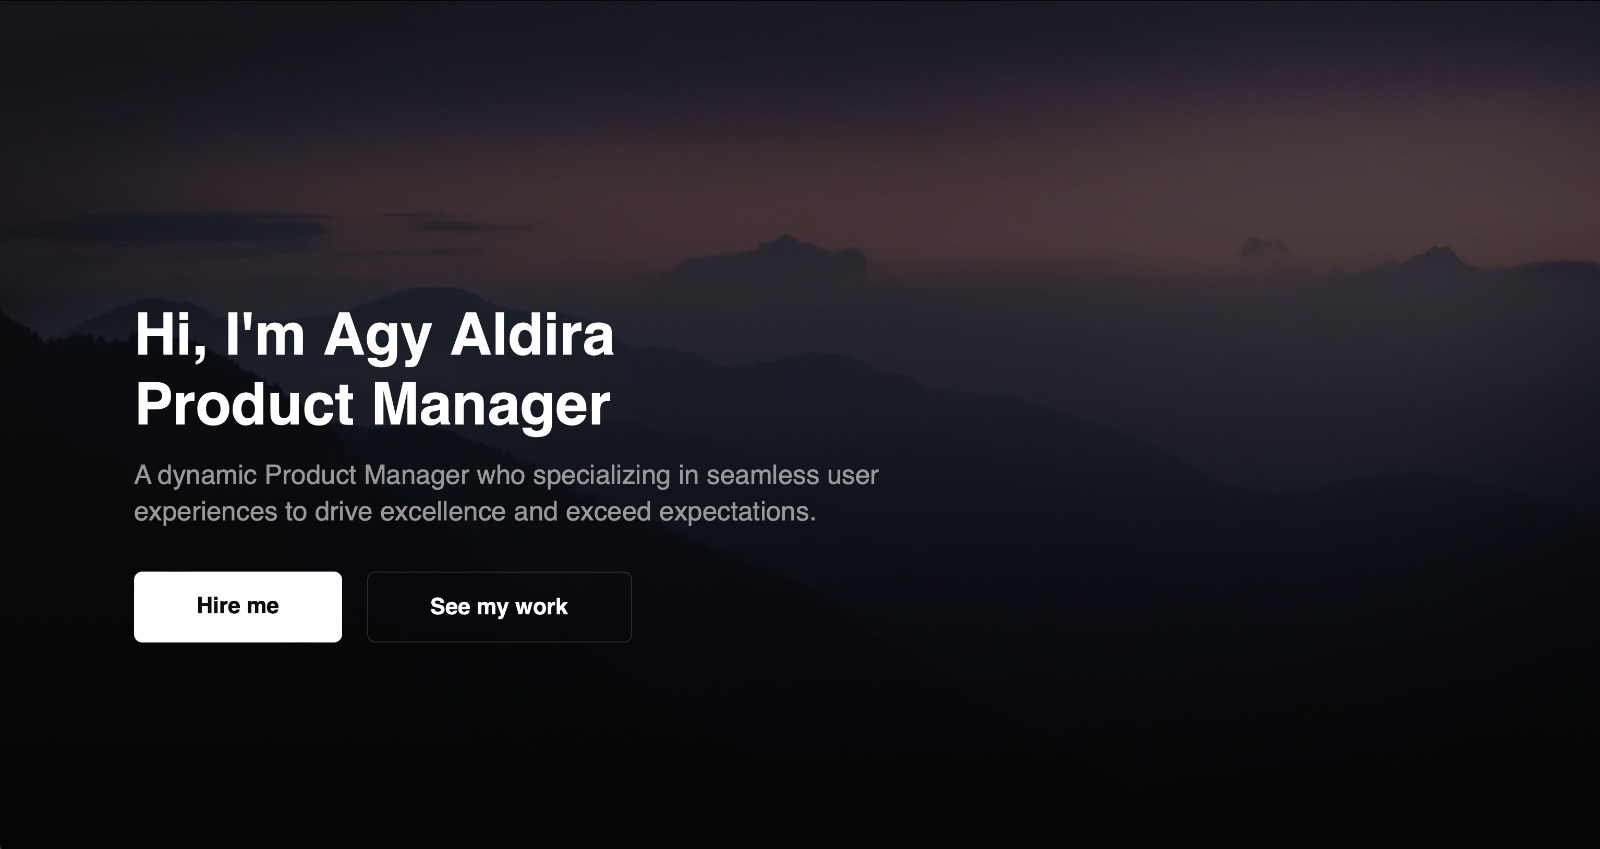 Hi, I'm Agy Aldira
Product Manager
A dynamic Product Manager who specializing in seamless user
experiences to drive excellence and exceed expectations.
Hire me
See my work